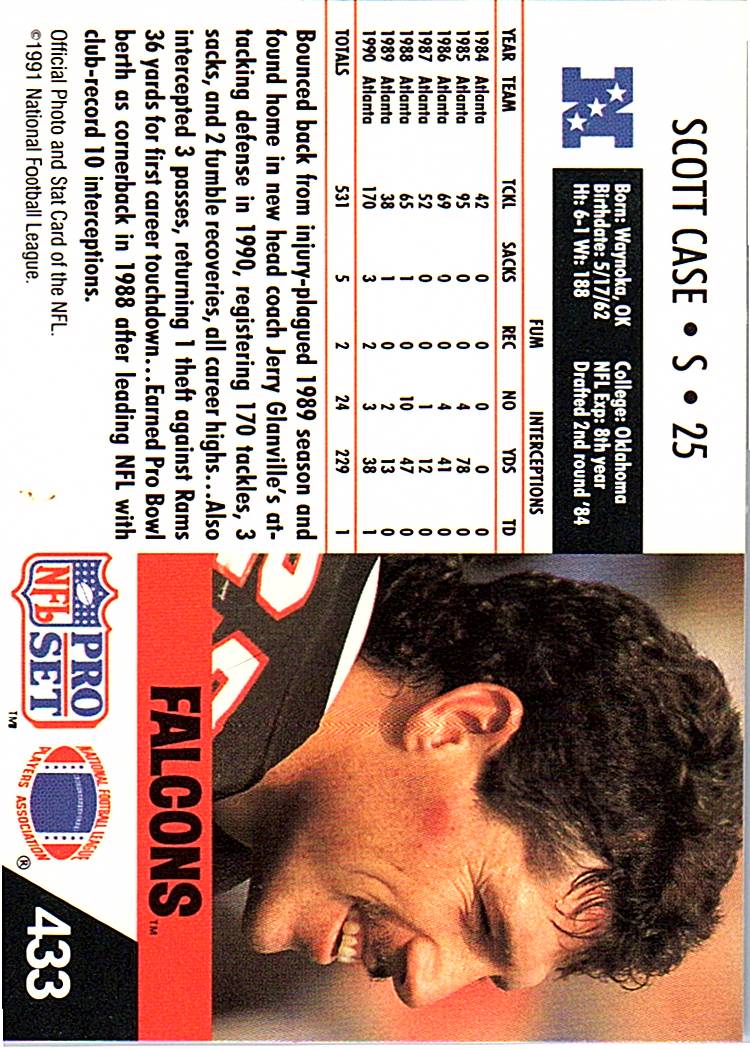 SCOTT CASE • S • 25
Born: Waynoka, OK College: Oklahoma
Birthdate: 5/17/62 NFL Exp: 8th year
Ht: 6-1 Wt: 188 Drafted 2nd round '84
FUM INTERCEPTIONS
YEAR TEAM TCKL SACKS REC NO YDS TD
1984 Atlanta 42 0 0 0 0 0
1985 Atlanta 95 0 0 4 78 0
1986 Atlanta 69 0 0 4 41 0
1987 Atlanta 52 0 0 1 12 0
1988 Atlanta 65 1 0 10 47 0
1989 Atlanta 38 1 0 2 13 0
1990 Atlanta 170 3 2 3 38 1
TOTALS 531 5 2 24 229 1
Bounced back from injury-plagued 1989 season and
found home in new head coach Jerry Glanville's at-
tacking defense in 1990, registering 170 tackles, 3
sacks, and 2 fumble recoveries, all career highs...Also
intercepted 3 passes, returning 1 theft against Rams
36 yards for first career touchdown...Earned Pro Bowl
berth as cornerback in 1988 after leading NFL with
club-record 10 interceptions.
Official Photo and Stat Card of the NFL.
©1991 National Football League.
FALCONS™
PRO
NFL SET™
NATIONAL FOOTBALL LEAGUE
PLAYERS ASSOCIATION ®
433